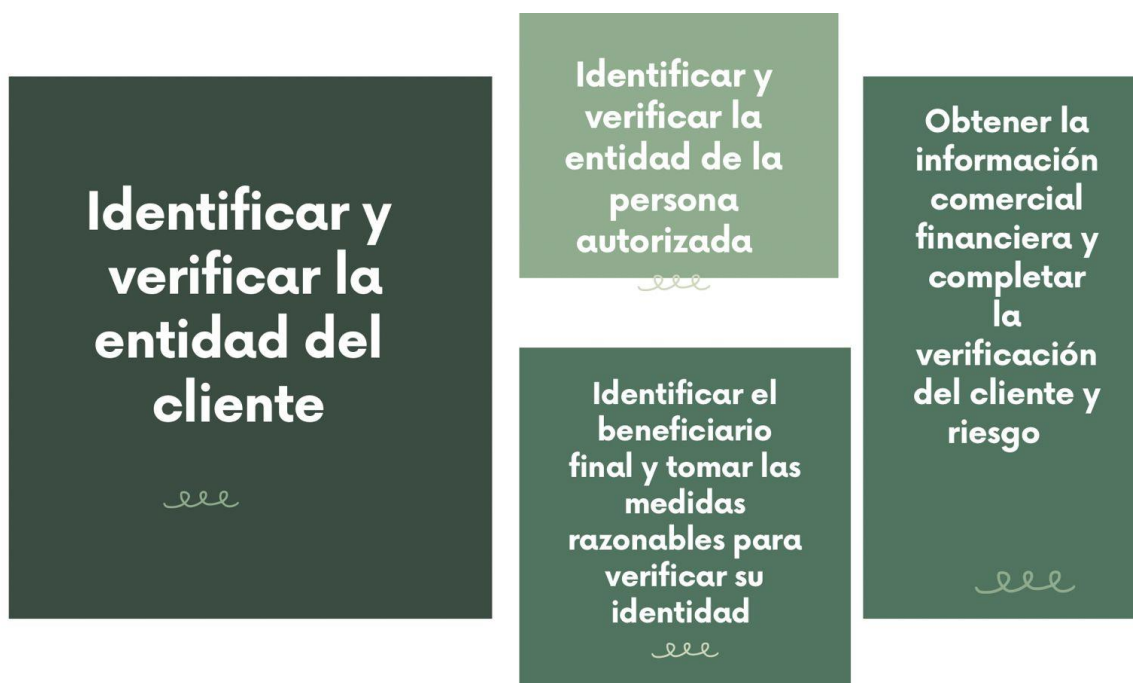 Identificar y
verificar la
entidad del
cliente
Identificar y
verificar la
entidad de la
persona
autorizada
Identificar el
beneficiario
final y tomar las
medidas
razonables para
verificar su
identidad
Obtener la
información
comercial
financiera y
completar
la
verificación
del cliente y
riesgo